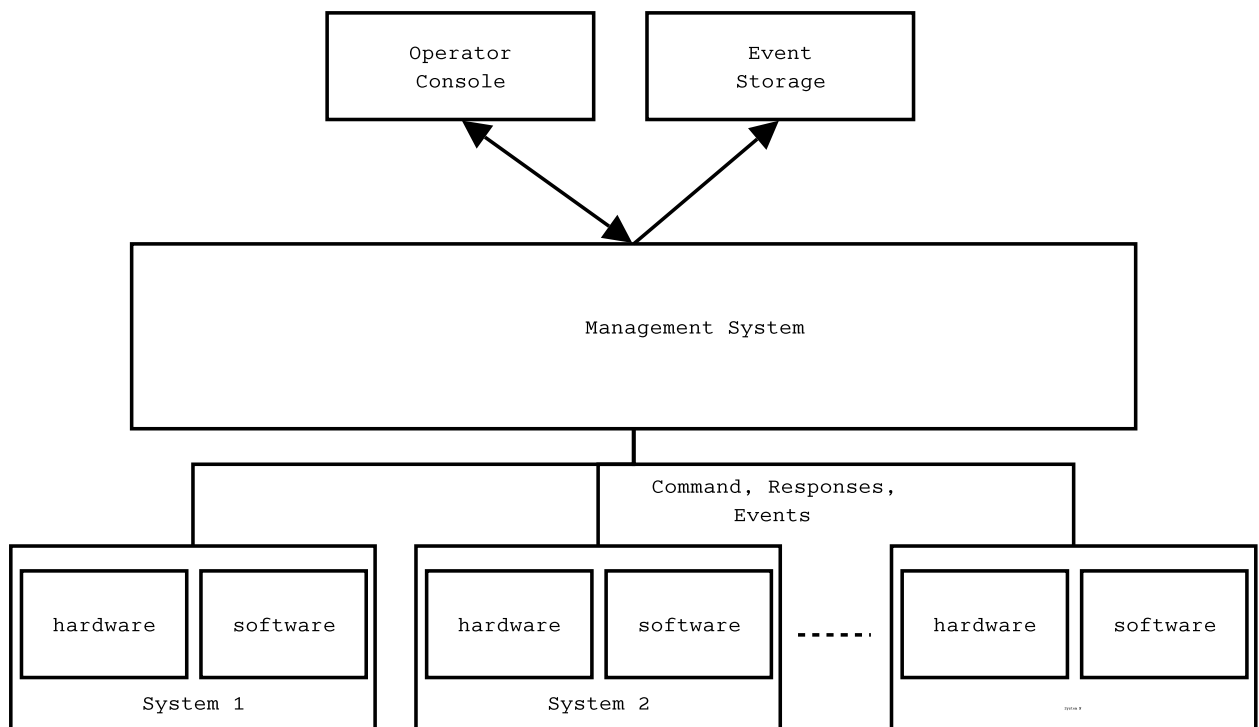 Operator
Console
Event
Storage
Management System
Command, Responses,
Events
hardware
software
hardware
software
hardware
software
System 1
System 2